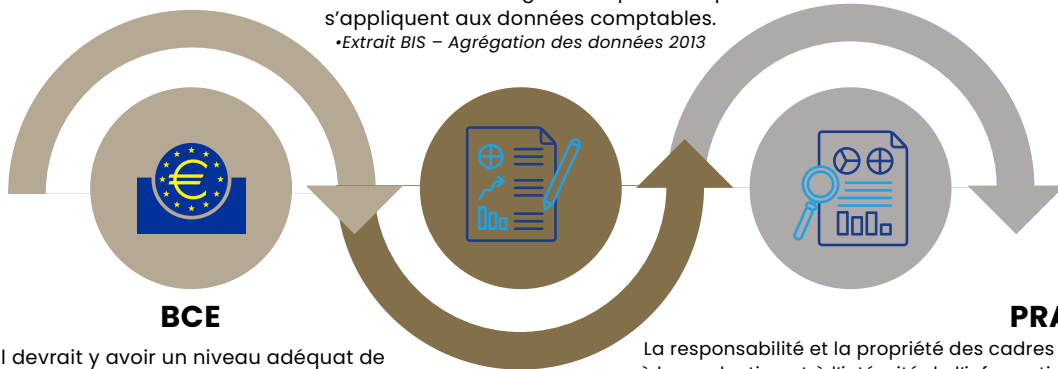 s'appliquent aux données comptables.
•Extrait BIS – Agrégation des données 2013
BCE
l devrait y avoir un niveau adéquat de
PRA
La responsabilité et la propriété des cadres